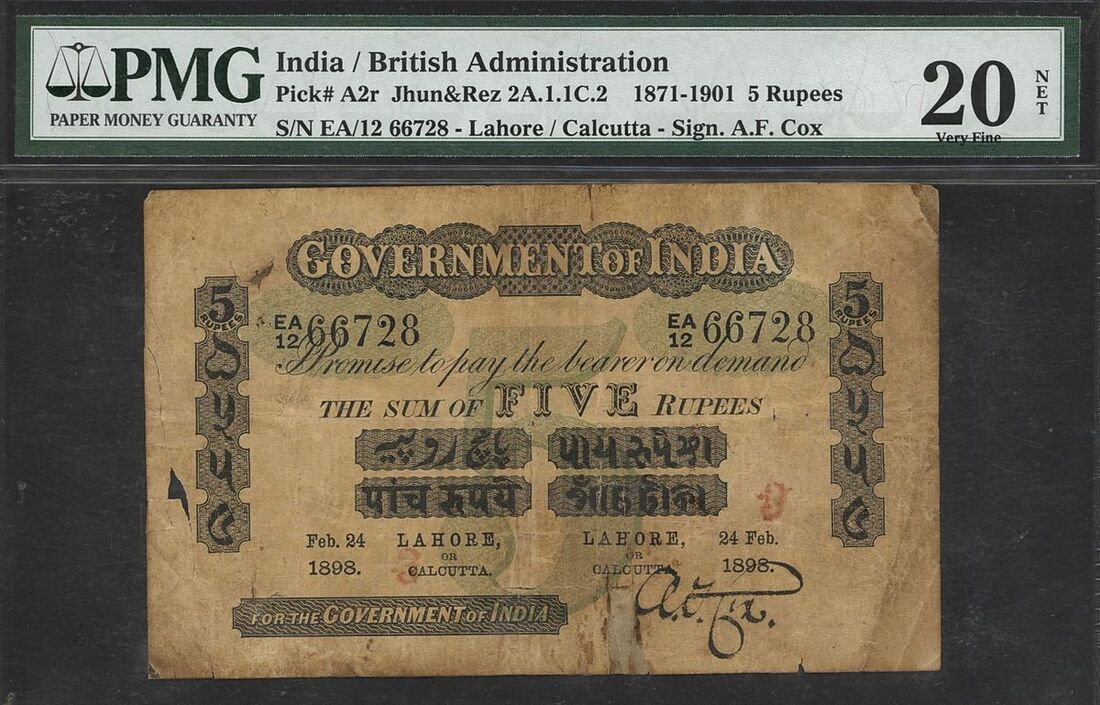 PMG
PAPER MONEY GUARANTY
India / British Administration
Pick# A2r Jhun&Rez 2A.1.1C.2 1871-1901 5 Rupees
S/N EA/12 66728 - Lahore / Calcutta - Sign. A.F. Cox
20
NET
Very Fine
GOVERNMENT OF INDIA
5
RUPEES
5
RUPEES
EA
12 66728
EA
12 66728
I Promise to pay the bearer on demand
THE SUM OF FIVE RUPEES
पांच रूपये
Feb. 24 LAHORE, LAHORE, 24 Feb.
OR OR
1898. CALCUTTA. CALCUTTA 1898.
FOR THE GOVERNMENT OF INDIA
A.F. Cox.